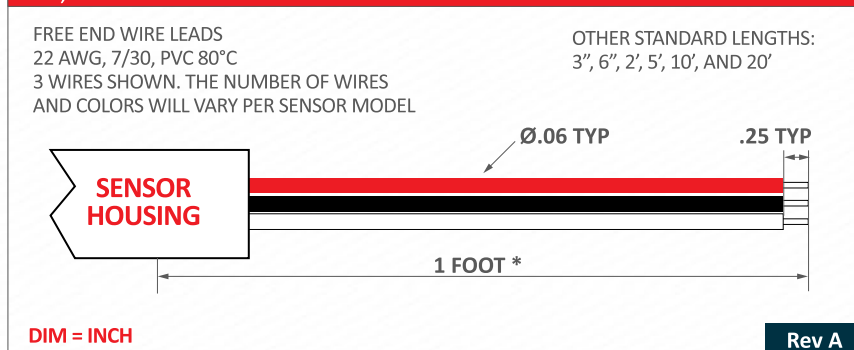 FREE END WIRE LEADS
22 AWG, 7/30, PVC 80°C
3 WIRES SHOWN. THE NUMBER OF WIRES
AND COLORS WILL VARY PER SENSOR MODEL
OTHER STANDARD LENGTHS:
3”, 6”, 2’, 5’, 10’, AND 20’
Ø.06 TYP
.25 TYP
SENSOR
HOUSING
1 FOOT *
DIM = INCH
Rev A